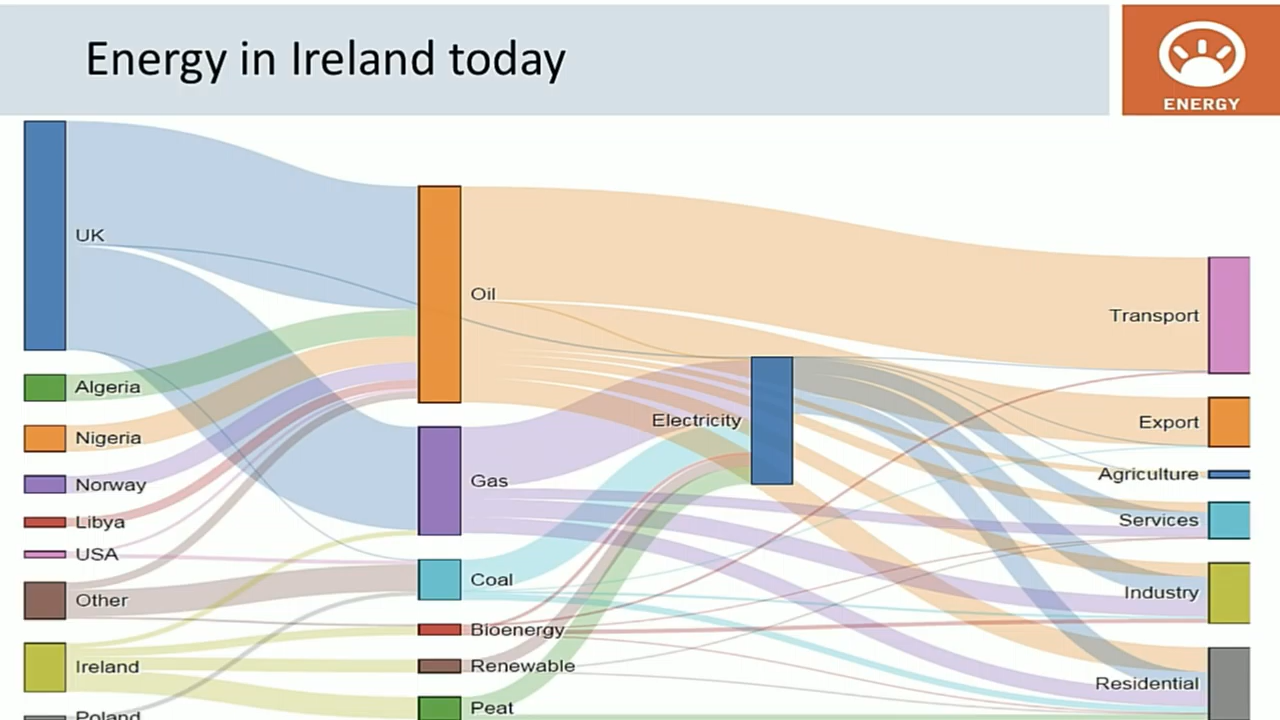 Energy in Ireland today
ENERGY
UK
Algeria
Nigeria
Norway
Libya
USA
Other
Ireland
Poland
Oil
Gas
Coal
Bioenergy
Renewable
Peat
Electricity
Transport
Export
Agriculture
Services
Industry
Residential